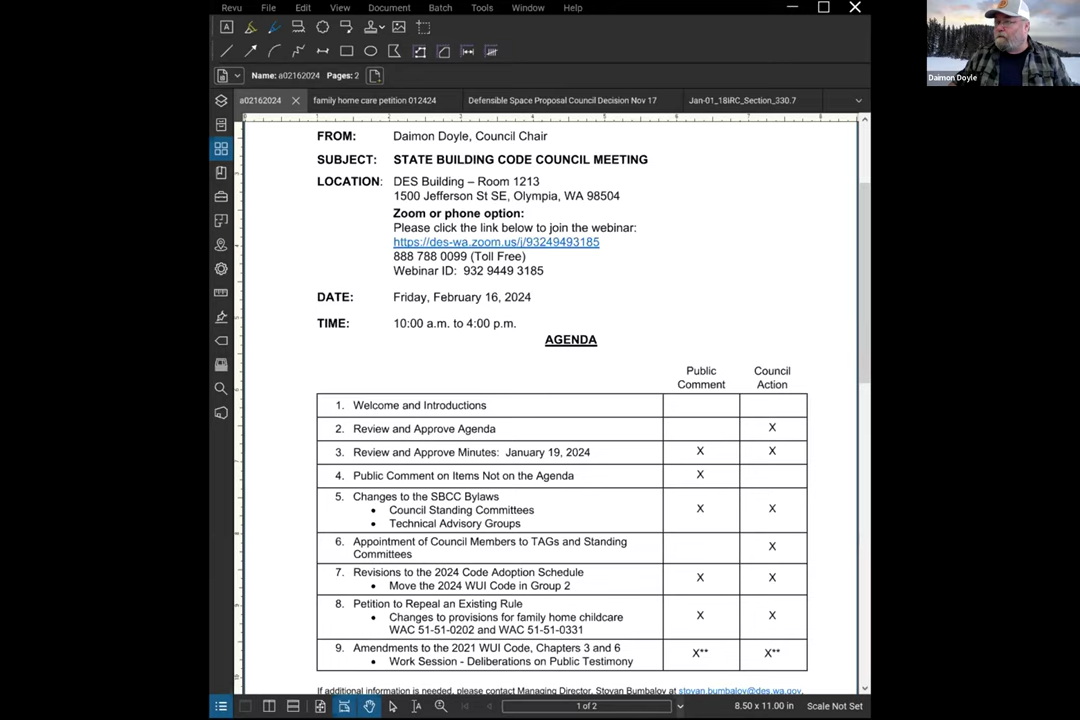 Revu File Edit View Document Batch Tools Window Help
Name: a02162024 Pages: 2
a02162024 family home care petition 012424 Defensible Space Proposal Council Decision Nov 17 Jan-01_18IRC_Section_330.7
Daimon Doyle
FROM: Daimon Doyle, Council Chair
SUBJECT: STATE BUILDING CODE COUNCIL MEETING
LOCATION: DES Building – Room 1213
1500 Jefferson St SE, Olympia, WA 98504
Zoom or phone option:
Please click the link below to join the webinar:
https://des-wa.zoom.us/j/93249493185
888 788 0099 (Toll Free)
Webinar ID: 932 9449 3185
DATE: Friday, February 16, 2024
TIME: 10:00 a.m. to 4:00 p.m.
AGENDA
Public Council
Comment Action
1. Welcome and Introductions
2. Review and Approve Agenda X
3. Review and Approve Minutes: January 19, 2024 X X
4. Public Comment on Items Not on the Agenda X
5. Changes to the SBCC Bylaws
• Council Standing Committees X X
• Technical Advisory Groups
6. Appointment of Council Members to TAGs and Standing X
Committees
7. Revisions to the 2024 Code Adoption Schedule X X
• Move the 2024 WUI Code in Group 2
8. Petition to Repeal an Existing Rule
• Changes to provisions for family home childcare X X
WAC 51-51-0202 and WAC 51-51-0331
9. Amendments to the 2021 WUI Code, Chapters 3 and 6 X** X**
• Work Session - Deliberations on Public Testimony
If additional information is needed, please contact Managing Director, Stoyan Bumbalov at stoyan.bumbalov@des.wa.gov.
1 of 2 8.50 x 11.00 in Scale Not Set